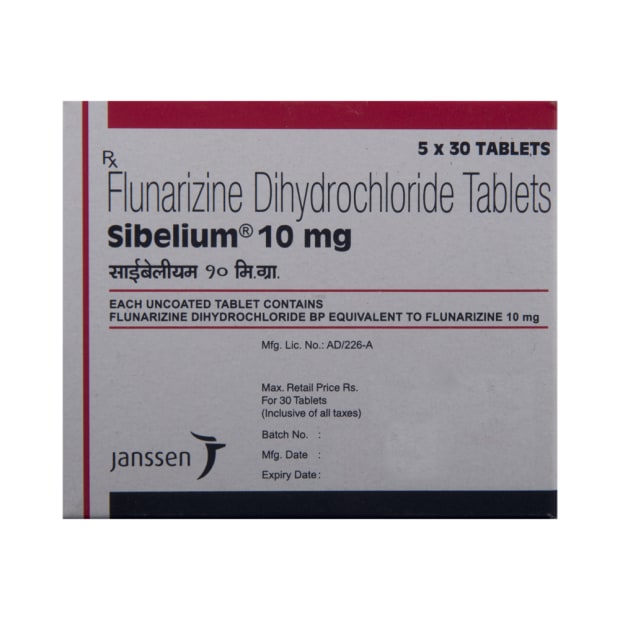 5 x 30 TABLETS
Rx
Flunarizine Dihydrochloride Tablets
Sibelium® 10 mg
साईबेलीयम १० मि.ग्रा.
EACH UNCOATED TABLET CONTAINS
FLUNARIZINE DIHYDROCHLORIDE BP EQUIVALENT TO FLUNARIZINE 10 mg
Mfg. Lic. No.: AD/226-A
Max. Retail Price Rs.
For 30 Tablets
(Inclusive of all taxes)
Batch No. :
Mfg. Date :
Expiry Date :
janssen